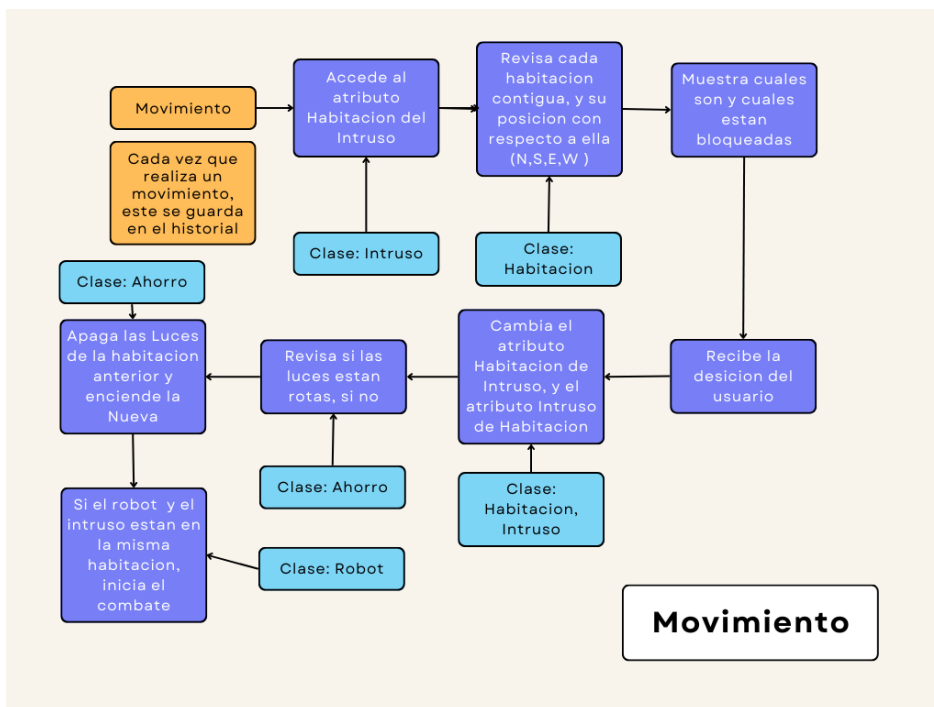 Movimiento
Cada vez que
realiza un
movimiento,
este se guarda
en el historial
Accede al
atributo
Habitacion del
Intruso
Clase: Intruso
Revisa cada
habitacion
contigua, y su
posicion con
respecto a ella
(N,S,E,W )
Clase:
Habitacion
Muestra cuales
son y cuales
estan
bloqueadas
Recibe la
desicion del
usuario
Cambia el
atributo
Habitacion de
Intruso, y el
atributo Intruso
de Habitacion
Clase:
Habitacion,
Intruso
Revisa si las
luces estan
rotas, si no
Clase: Ahorro
Clase: Ahorro
Apaga las Luces
de la habitacion
anterior y
enciende la
Nueva
Si el robot  y el
intruso estan en
la misma
habitacion,
inicia el
combate
Clase: Robot
Movimiento